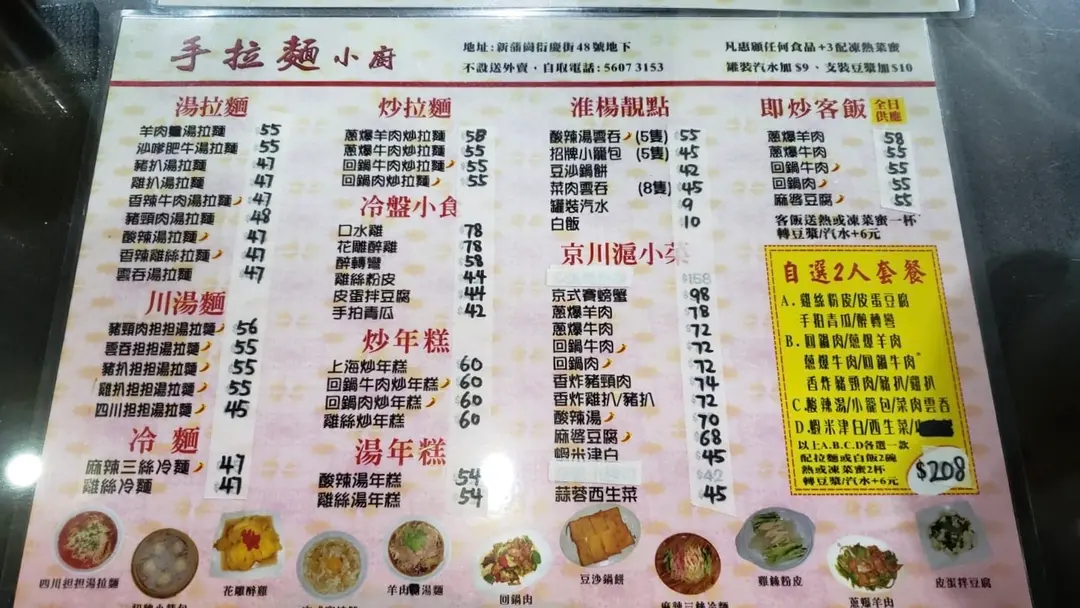 手拉麵小廚
地址:新蒲崗衍慶街48號地下
不設送外賣,自取電話:5607 3153
凡惠顧任何食品+3配凍熱菜蜜
罐裝汽水加$9、支裝豆漿加$10
湯拉麵
羊肉 湯拉麵 55
沙嗲肥牛湯拉麵 55
豬扒湯拉麵 47
雞扒湯拉麵 47
香辣牛肉湯拉麵 47
豬頸肉湯拉麵 48
酸辣湯拉麵 47
香辣雞絲拉麵 47
雲吞湯拉麵 47
川湯麵
豬頸肉担担湯拉麵 56
雲吞担担湯拉麵 55
豬扒担担湯拉麵 55
雞扒担担湯拉麵 55
四川担担湯拉麵 45
冷麵
麻辣三絲冷麵 47
雞絲冷麵 47
炒拉麵
蔥爆羊肉炒拉麵 58
蔥爆牛肉炒拉麵 55
回鍋牛肉炒拉麵 55
回鍋肉炒拉麵 55
冷盤小食
口水雞 78
花雕醉雞 78
醉轉彎 58
雞絲粉皮 44
皮蛋拌豆腐 44
手拍青瓜 42
炒年糕
上海炒年糕 60
回鍋牛肉炒年糕 60
回鍋肉炒年糕 60
雞絲炒年糕 60
湯年糕
酸辣湯年糕 54
雞絲湯年糕 54
淮楊靚點
酸辣湯雲吞 (5隻) 55
招牌小籠包 (5隻) 45
豆沙鍋餅 42
菜肉雲吞 (8隻) 45
罐裝汽水 9
白飯 10
京川滬小菜
$158
京式賽螃蟹 98
蔥爆羊肉 78
蔥爆牛肉 72
回鍋牛肉 72
回鍋肉 72
香炸豬頸肉 74
香炸雞扒/豬扒 72
酸辣湯 70
麻婆豆腐 68
蝦米津白 45
$42
蒜蓉西生菜 45
即炒客飯 全日供應
蔥爆羊肉 58
蔥爆牛肉 55
回鍋牛肉 55
回鍋肉 55
麻婆豆腐 55
客飯送熱或凍菜蜜一杯
轉豆漿/汽水+6元
自選2人套餐
A.雞絲粉皮/皮蛋豆腐
手拍青瓜/醉轉彎
B.回鍋肉/蔥爆羊肉
蔥爆牛肉/回鍋牛肉
香炸豬頸肉/豬扒/雞扒
C.酸辣湯/小籠包/菜肉雲吞
D.蝦米津白/西生菜/
以上A.B.C.D各選一款
配拉麵或白飯2碗
熱或凍菜蜜2杯
轉豆漿/汽水+6元
$208
四川担担湯拉麵
花雕醉雞
羊肉 湯麵
回鍋肉
豆沙鍋餅
麻辣三絲冷麵
雞絲粉皮
蔥爆羊肉
皮蛋拌豆腐